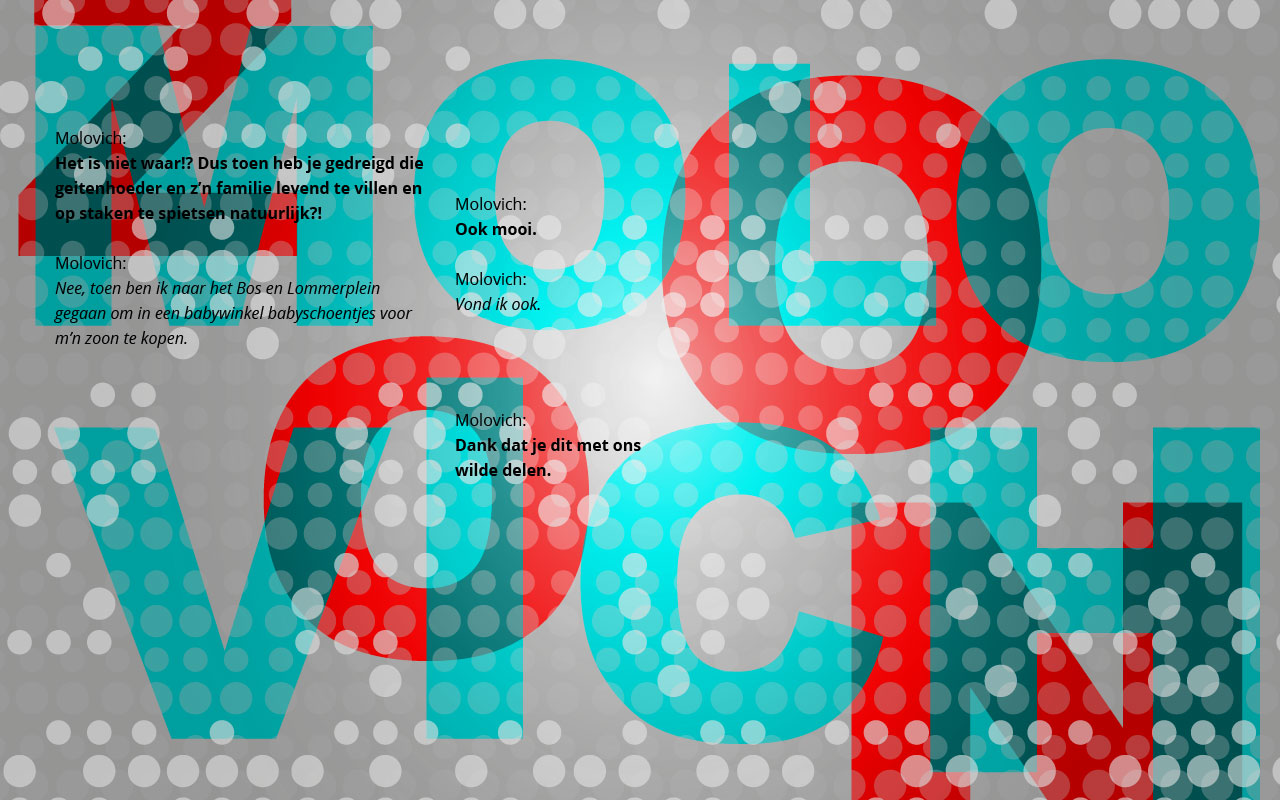 MOLO
VICH
ZOON
Molovich:
Het is niet waar!? Dus toen heb je gedreigd die
geitenhoeder en z’n familie levend te villen en
op staken te spietsen natuurlijk?!
Molovich:
Nee, toen ben ik naar het Bos en Lommerplein
gegaan om in een babywinkel babyschoentjes voor
m’n zoon te kopen.
Molovich:
Ook mooi.
Molovich:
Vond ik ook.
Molovich:
Dank dat je dit met ons
wilde delen.